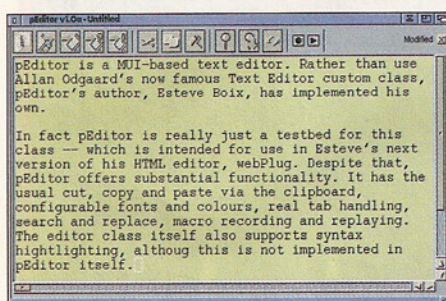 pEditor v1.0α - Untitled
Modified
pEditor is a MUI-based text editor. Rather than use
Allan Odgaard's now famous Text Editor custom class,
pEditor's author, Esteve Boix, has implemented his
own.
In fact pEditor is really just a testbed for this
class -- which is intended for use in Esteve's next
version of his HTML editor, webPlug. Despite that,
pEditor offers substantial functionality. It has the
usual cut, copy and paste via the clipboard,
configurable fonts and colours, real tab handling,
search and replace, macro recording and replaying.
The editor class itself also supports syntax
hightlighting, althoug this is not implemented in
pEditor itself.